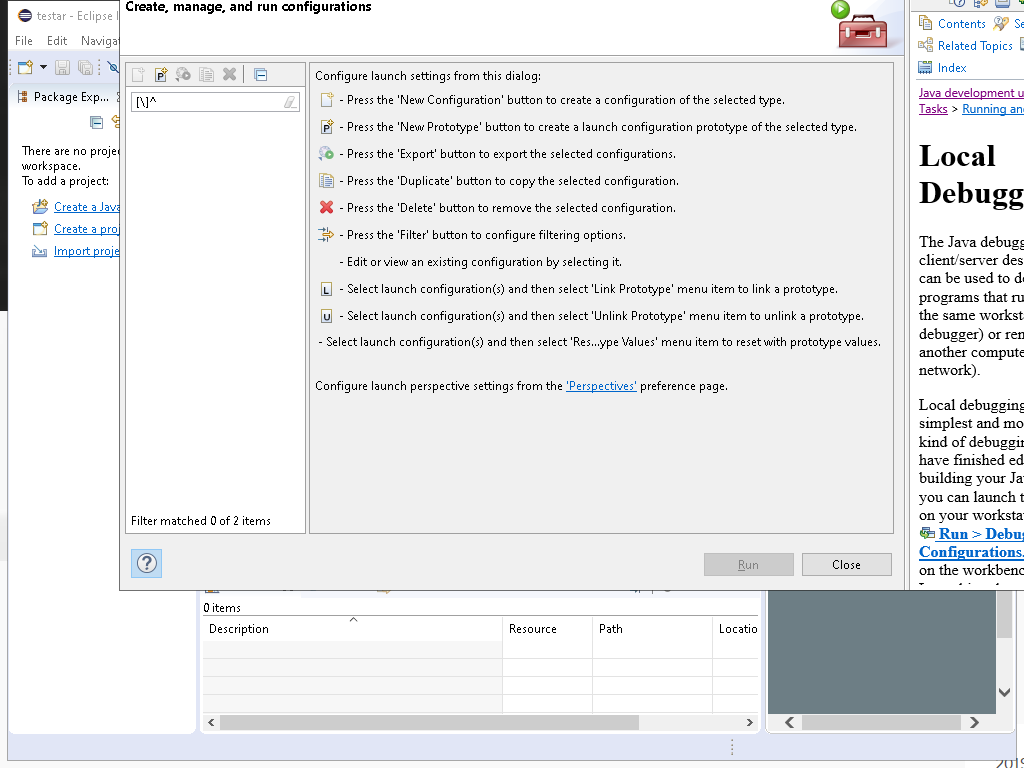 Create, manage, and run configurations
testar - Eclipse I
File Edit Naviga
Package Exp...
There are no proje
workspace.
To add a project:
Create a Java
Create a proj
Import proje
[\]^
Filter matched 0 of 2 items
Configure launch settings from this dialog:
- Press the 'New Configuration' button to create a configuration of the selected type.
P - Press the 'New Prototype' button to create a launch configuration prototype of the selected type.
- Press the 'Export' button to export the selected configurations.
- Press the 'Duplicate' button to copy the selected configuration.
- Press the 'Delete' button to remove the selected configuration.
- Press the 'Filter' button to configure filtering options.
- Edit or view an existing configuration by selecting it.
L - Select launch configuration(s) and then select 'Link Prototype' menu item to link a prototype.
U - Select launch configuration(s) and then select 'Unlink Prototype' menu item to unlink a prototype.
- Select launch configuration(s) and then select 'Res...ype Values' menu item to reset with prototype values.
Configure launch perspective settings from the 'Perspectives' preference page.
? Run Close
Contents Se
Related Topics
Index
Java development u
Tasks > Running and
Local
Debugg
The Java debugg
client/server des
can be used to de
programs that ru
the same worksta
debugger) or rem
another compute
network).
Local debugging
simplest and mo
kind of debuggin
have finished ed
building your Ja
you can launch t
on your worksta
Run > Debug
Configurations.
on the workbenc
0 items
Description Resource Path Locatio
2019